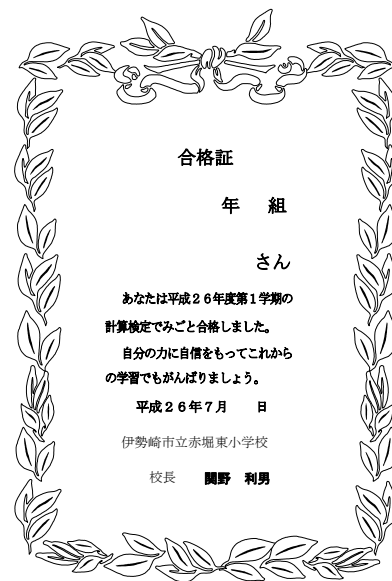 合格証
年　組
さん
あなたは平成２６年度第１学期の
計算検定でみごと合格しました。
自分の力に自信をもってこれから
の学習でもがんばりましょう。
平成２６年７月　　日
伊勢崎市立赤堀東小学校
校長　　関野　利男